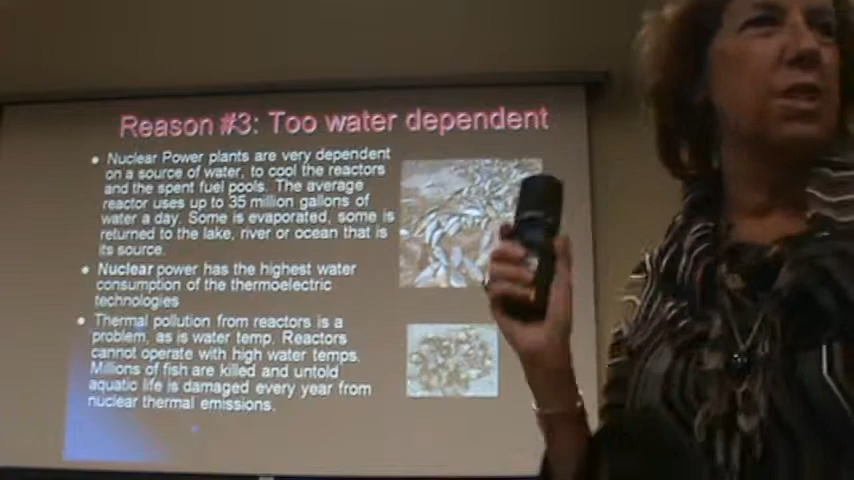 Reason #3: Too water dependent
• Nuclear Power plants are very dependent
on a source of water, to cool the reactors
and the spent fuel pools. The average
reactor uses up to 35 million gallons of
water a day. Some is evaporated, some is
returned to the lake, river or ocean that is
its source.
• Nuclear power has the highest water
consumption of the thermoelectric
technologies
• Thermal pollution from reactors is a
problem, as is water temp. Reactors
cannot operate with high water temps.
Millions of fish are killed and untold
aquatic life is damaged every year from
nuclear thermal emissions.